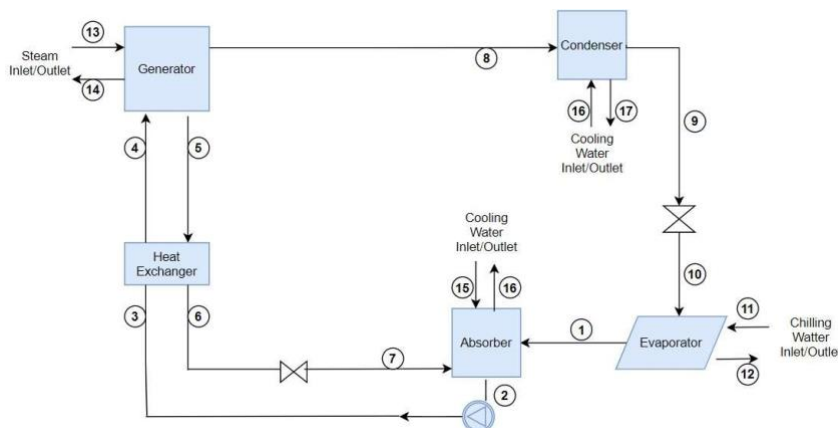 13
Steam
Inlet/Outlet
14
Generator
8
Condenser
16
17
Cooling
Water
Inlet/Outlet
9
4
5
Heat
Exchanger
3
6
Cooling
Water
Inlet/Outlet
15
16
10
11
Chilling
Watter
Inlet/Outle
12
Evaporator
1
Absorber
7
2